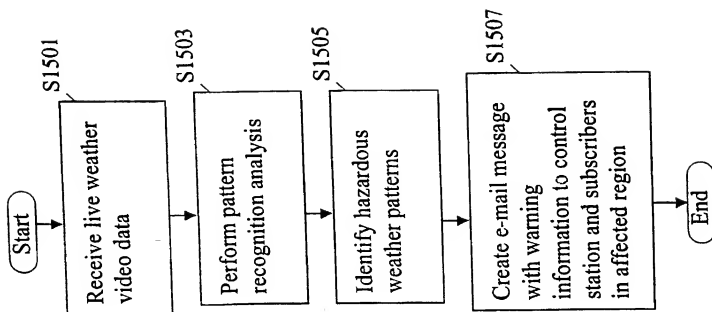 Start
S1501
Receive live weather
video data
S1503
Perform pattern
recognition analysis
S1505
Identify hazardous
weather patterns
S1507
Create e-mail message
with warning
information to control
station and subscribers
in affected region
End